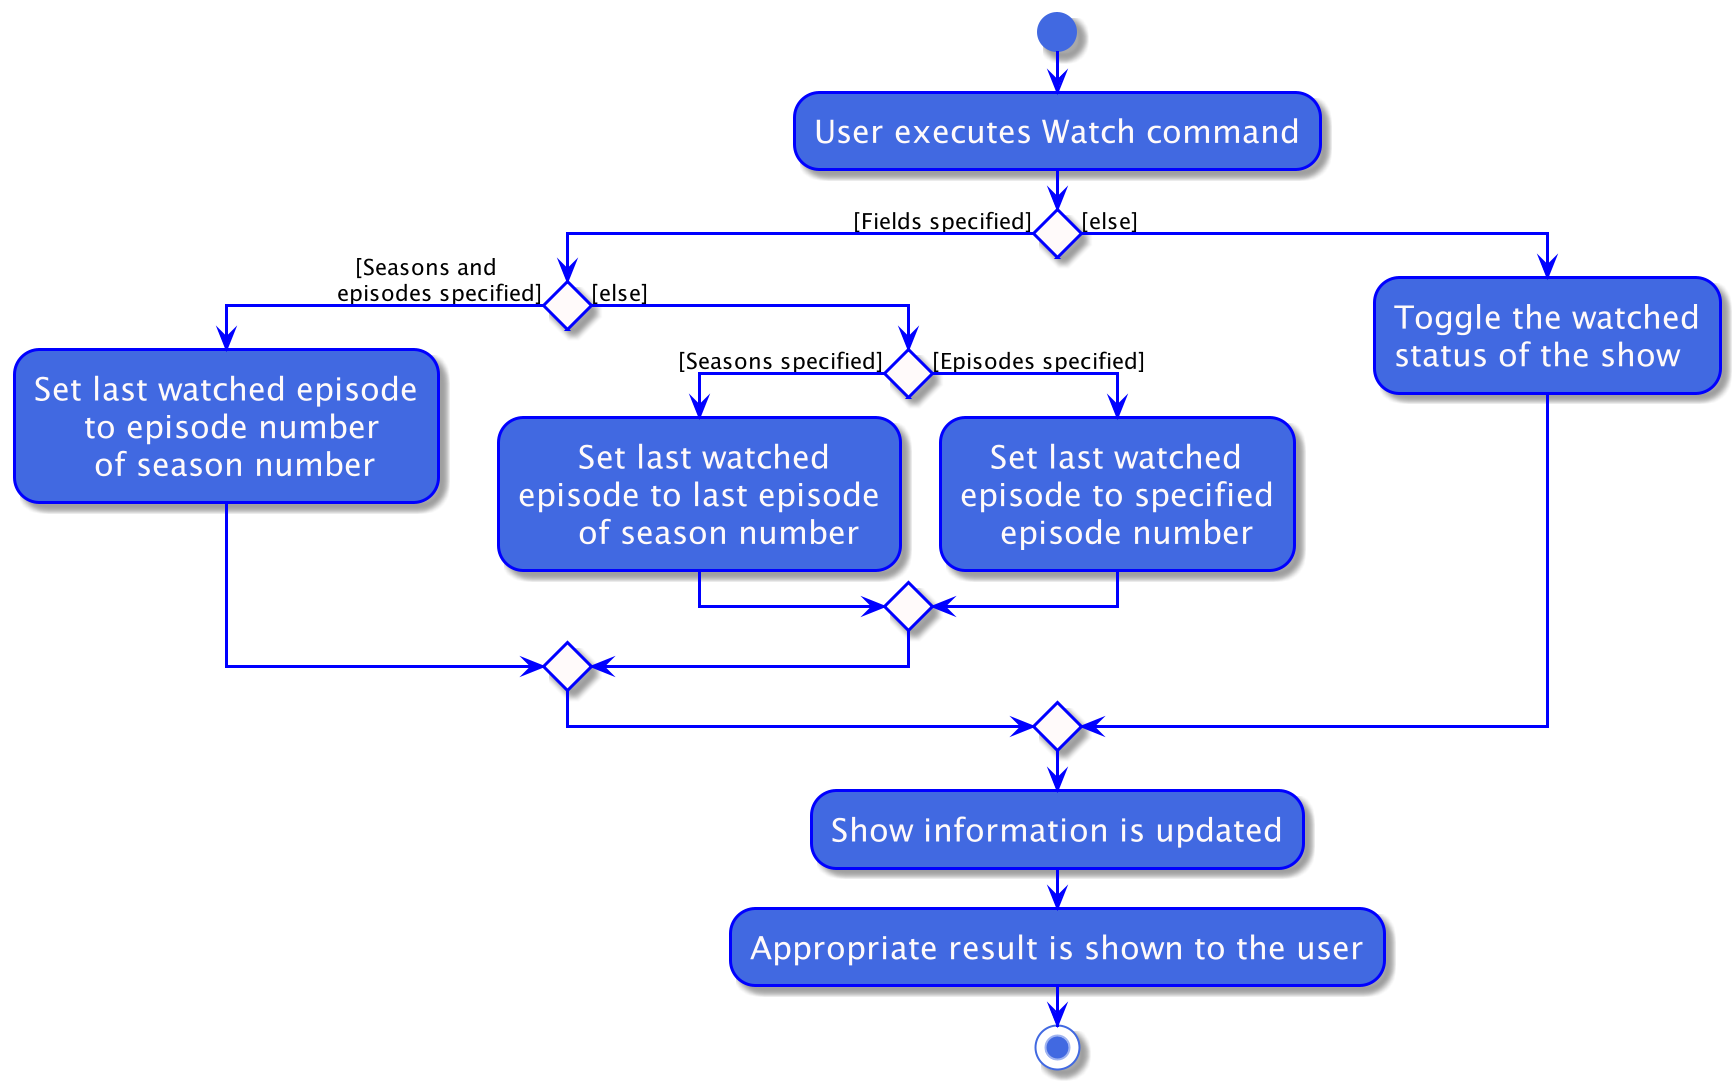 User executes Watch command
[Fields specified]
[else]
[Seasons and
episodes specified]
[else]
Toggle the watched
status of the show
[Seasons specified]
[Episodes specified]
Set last watched episode
to episode number
of season number
Set last watched
episode to last episode
of season number
Set last watched
episode to specified
episode number
Show information is updated
Appropriate result is shown to the user